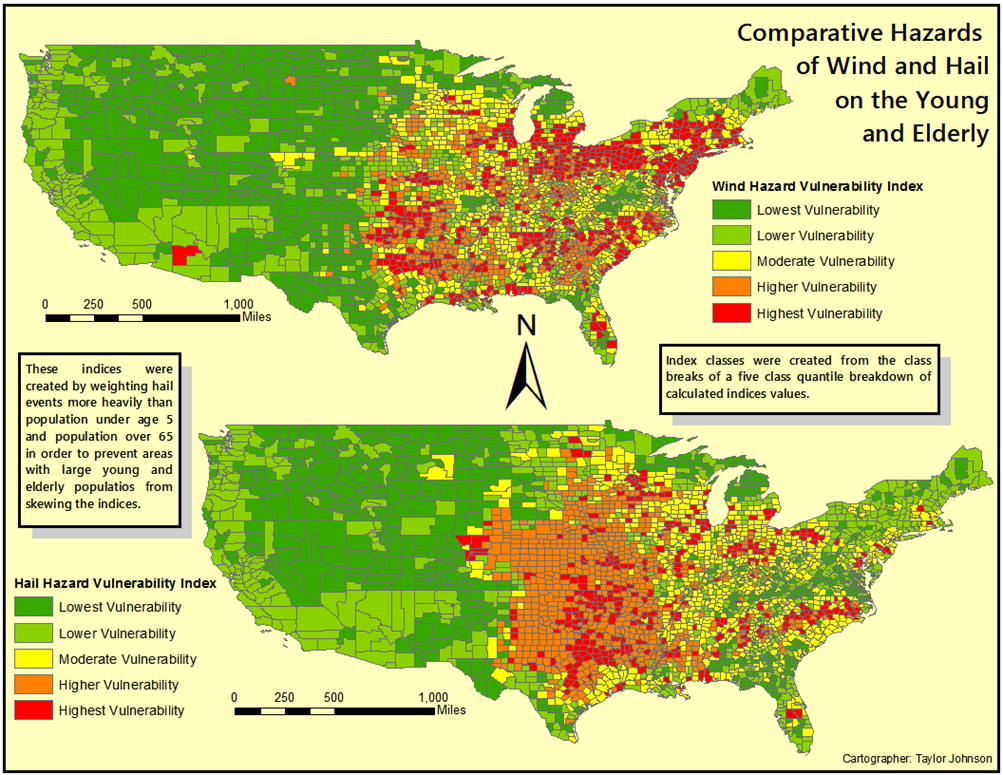 Comparative Hazards
of Wind and Hail
on the Young
and Elderly
Wind Hazard Vulnerability Index
Lowest Vulnerability
Lower Vulnerability
Moderate Vulnerability
Higher Vulnerability
Highest Vulnerability
0 250 500 1,000
Miles
N
These indices were
created by weighting hail
events more heavily than
population under age 5
and population over 65
in order to prevent areas
with large young and
elderly populatios from
skewing the indices.
Index classes were created from the class
breaks of a five class quantile breakdown of
calculated indices values.
Hail Hazard Vulnerability Index
Lowest Vulnerability
Lower Vulnerability
Moderate Vulnerability
Higher Vulnerability
Highest Vulnerability
0 250 500 1,000
Miles
Cartographer: Taylor Johnson